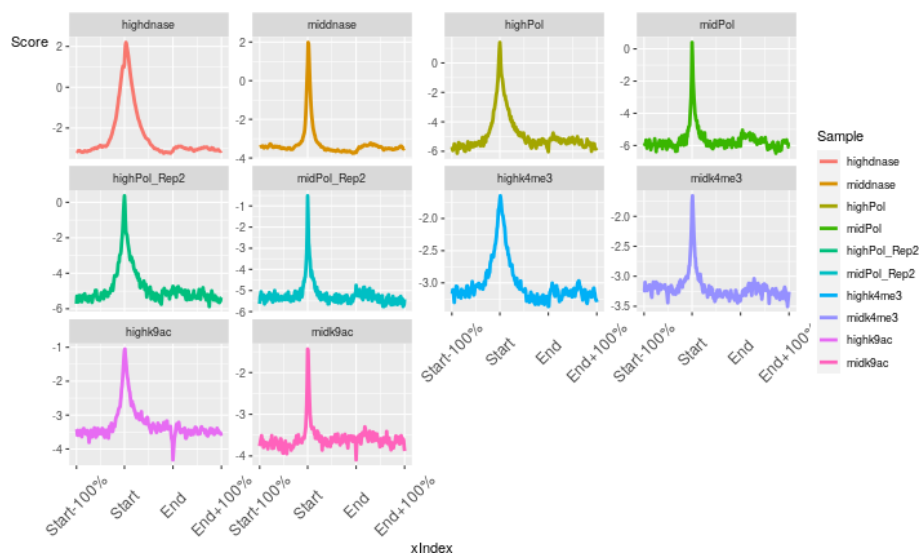 highdnase
middnase
highPol
midPol
Score
2
0
-2
2
0
-2
-4
0
-2
-4
-6
0
-2
-4
-6
highPol_Rep2
midPol_Rep2
highk4me3
midk4me3
0
-2
-4
-6
-1
-2
-3
-4
-5
-6
-2.0
-2.5
-3.0
-2.0
-2.5
-3.0
-3.5
highk9ac
midk9ac
-1
-2
-3
-4
-2
-3
-4
Start-100%
Start
End
End+100%
Start-100%
Start
End
End+100%
Start-100%
Start
End
End+100%
Start-100%
Start
End
End+100%
xIndex
Sample
highdnase
middnase
highPol
midPol
highPol_Rep2
midPol_Rep2
highk4me3
midk4me3
highk9ac
midk9ac